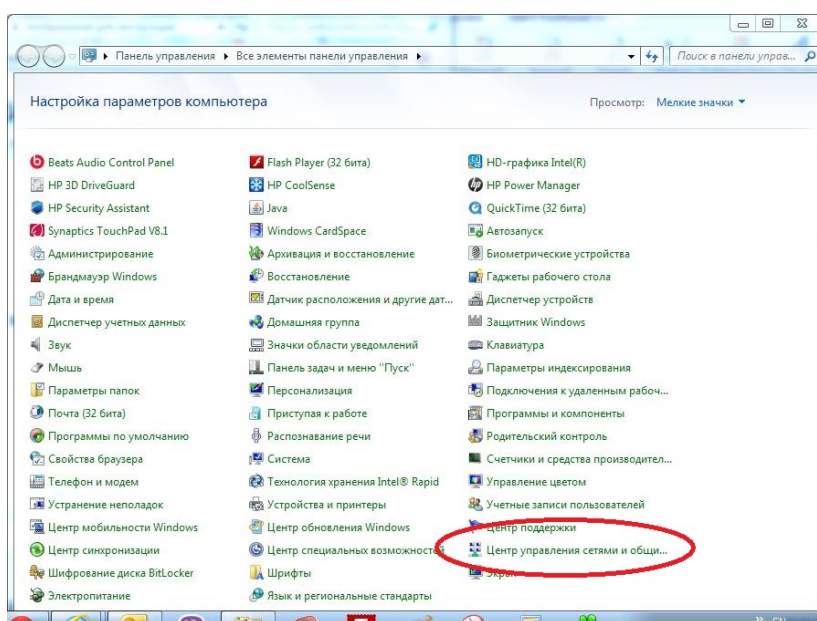 Панель управления ▸ Все элементы панели управления ▸
Поиск в панели управ...
Настройка параметров компьютера
Просмотр: Мелкие значки
Beats Audio Control Panel
Flash Player (32 бита)
HD-графика Intel(R)
HP 3D DriveGuard
HP CoolSense
HP Power Manager
HP Security Assistant
Java
QuickTime (32 бита)
Synaptics TouchPad V8.1
Windows CardSpace
Автозапуск
Администрирование
Архивация и восстановление
Биометрические устройства
Брандмауэр Windows
Восстановление
Гаджеты рабочего стола
Дата и время
Датчик расположения и другие дат...
Диспетчер устройств
Диспетчер учетных данных
Домашняя группа
Защитник Windows
Звук
Значки области уведомлений
Клавиатура
Мышь
Панель задач и меню "Пуск"
Параметры индексирования
Параметры папок
Персонализация
Подключения к удаленным рабоч...
Почта (32 бита)
Приступая к работе
Программы и компоненты
Программы по умолчанию
Распознавание речи
Родительский контроль
Свойства браузера
Система
Счетчики и средства производител...
Телефон и модем
Технология хранения Intel® Rapid
Управление цветом
Устранение неполадок
Устройства и принтеры
Учетные записи пользователей
Центр мобильности Windows
Центр обновления Windows
Центр поддержки
Центр синхронизации
Центр специальных возможностей
Центр управления сетями и общи...
Шифрование диска BitLocker
Шрифты
Экран
Электропитание
Язык и региональные стандарты
EN